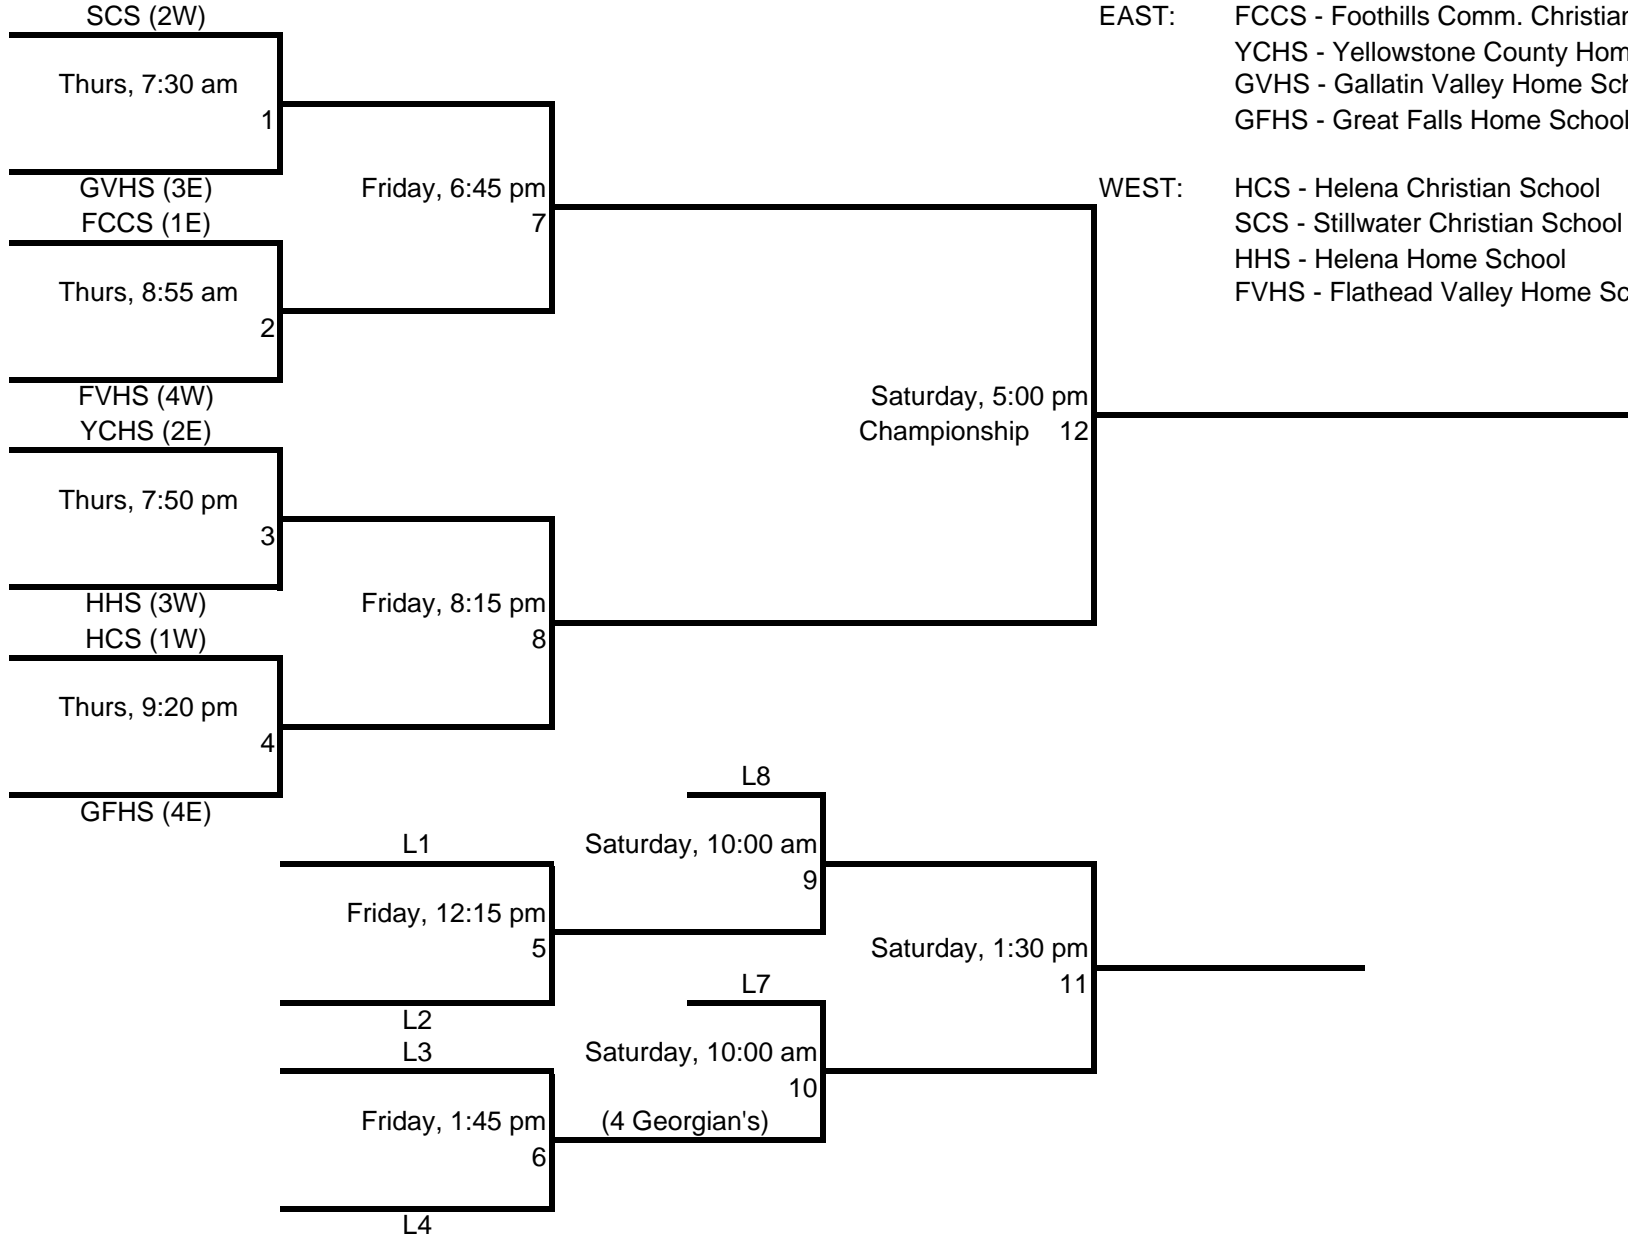 SCS (2W)
Thurs, 7:30 am
1
GVHS (3E)
FCCS (1E)
Thurs, 8:55 am
2
FVHS (4W)
YCHS (2E)
Thurs, 7:50 pm
3
HHS (3W)
HCS (1W)
Thurs, 9:20 pm
4
GFHS (4E)
Friday, 6:45 pm
7
Friday, 8:15 pm
8
Saturday, 5:00 pm
Championship 12
EAST: FCCS - Foothills Comm. Christian
YCHS - Yellowstone County Hom
GVHS - Gallatin Valley Home Sch
GFHS - Great Falls Home School
WEST: HCS - Helena Christian School
SCS - Stillwater Christian School
HHS - Helena Home School
FVHS - Flathead Valley Home Sc
L1
Friday, 12:15 pm
5
L2
L3
Friday, 1:45 pm
6
L4
L8
Saturday, 10:00 am
9
L7
Saturday, 10:00 am
10
(4 Georgian's)
Saturday, 1:30 pm
11